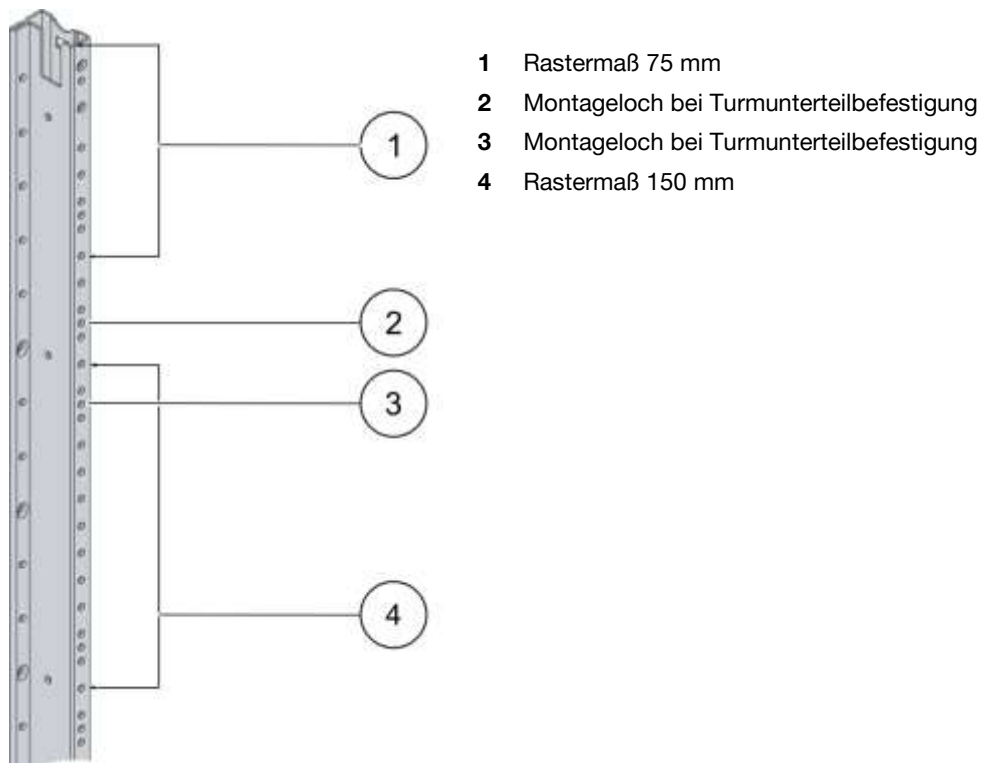 1 Rastermaß 75 mm
2 Montageloch bei Turmunterteilbefestigung
3 Montageloch bei Turmunterteilbefestigung
4 Rastermaß 150 mm
1
2
3
4